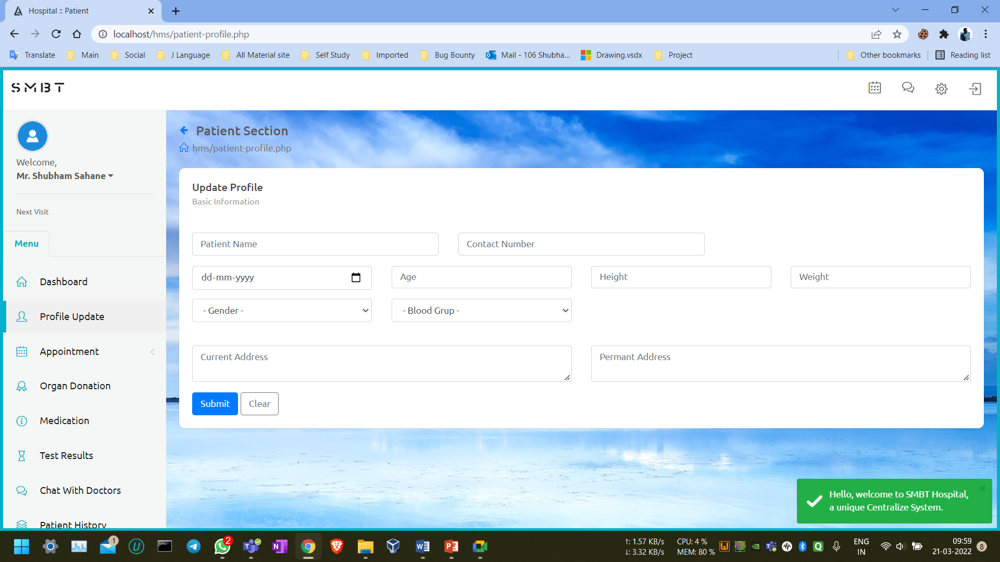 Hospital :: Patient
localhost/hms/patient-profile.php
Translate Main Social J Language All Material site Self Study Imported Bug Bounty Mail - 106 Shubha... Drawing.vsdx Project Other bookmarks Reading list
SMBT
Welcome,
Mr. Shubham Sahane
Next Visit
Menu
Dashboard
Profile Update
Appointment
Organ Donation
Medication
Test Results
Chat With Doctors
Patient History
Patient Section
hms/patient-profile.php
Update Profile
Basic Information
Patient Name Contact Number
dd-mm-yyyy Age Height Weight
- Gender - - Blood Grup -
Current Address Permant Address
Submit Clear
Hello, welcome to SMBT Hospital,
a unique Centralize System.
1 2
↑: 1.57 KB/s CPU: 4 % ENG 09:59
↓: 3.32 KB/s MEM: 80 % IN 21-03-2022 8